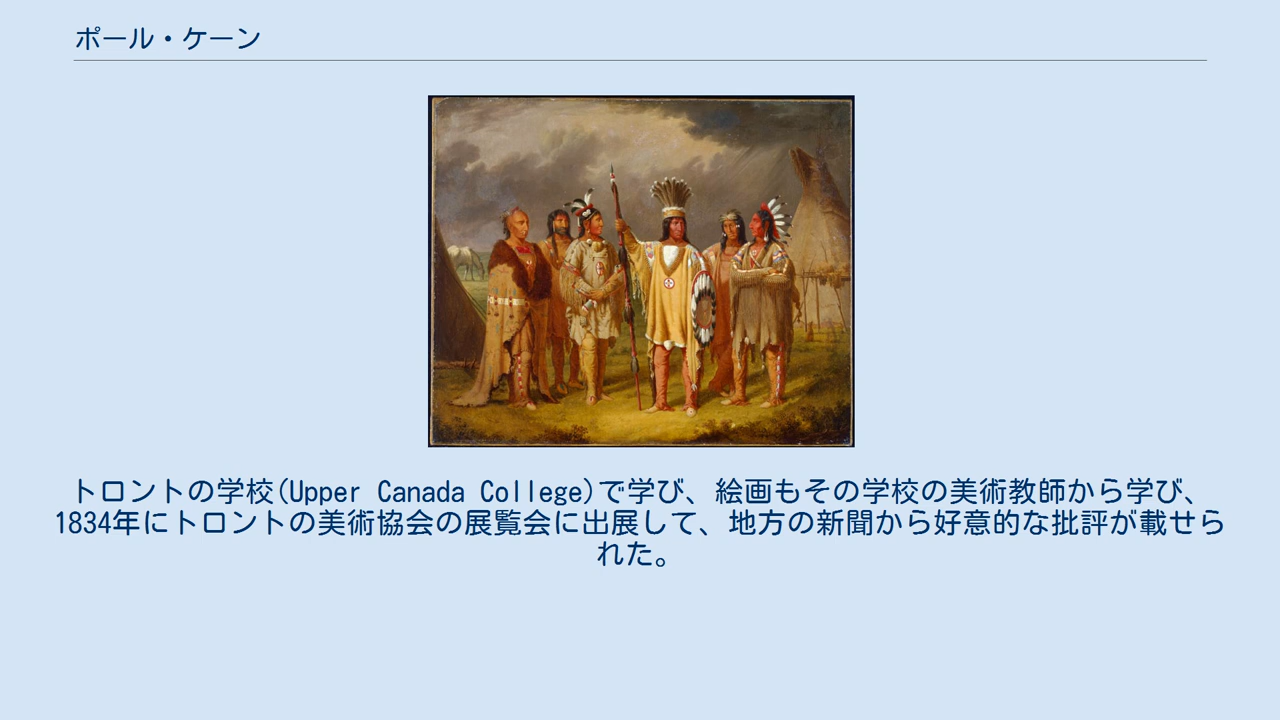 ポール・ケーン
トロントの学校(Upper Canada College)で学び、絵画もその学校の美術教師から学び、
1834年にトロントの美術協会の展覧会に出展して、地方の新聞から好意的な批評が載せら
れた。